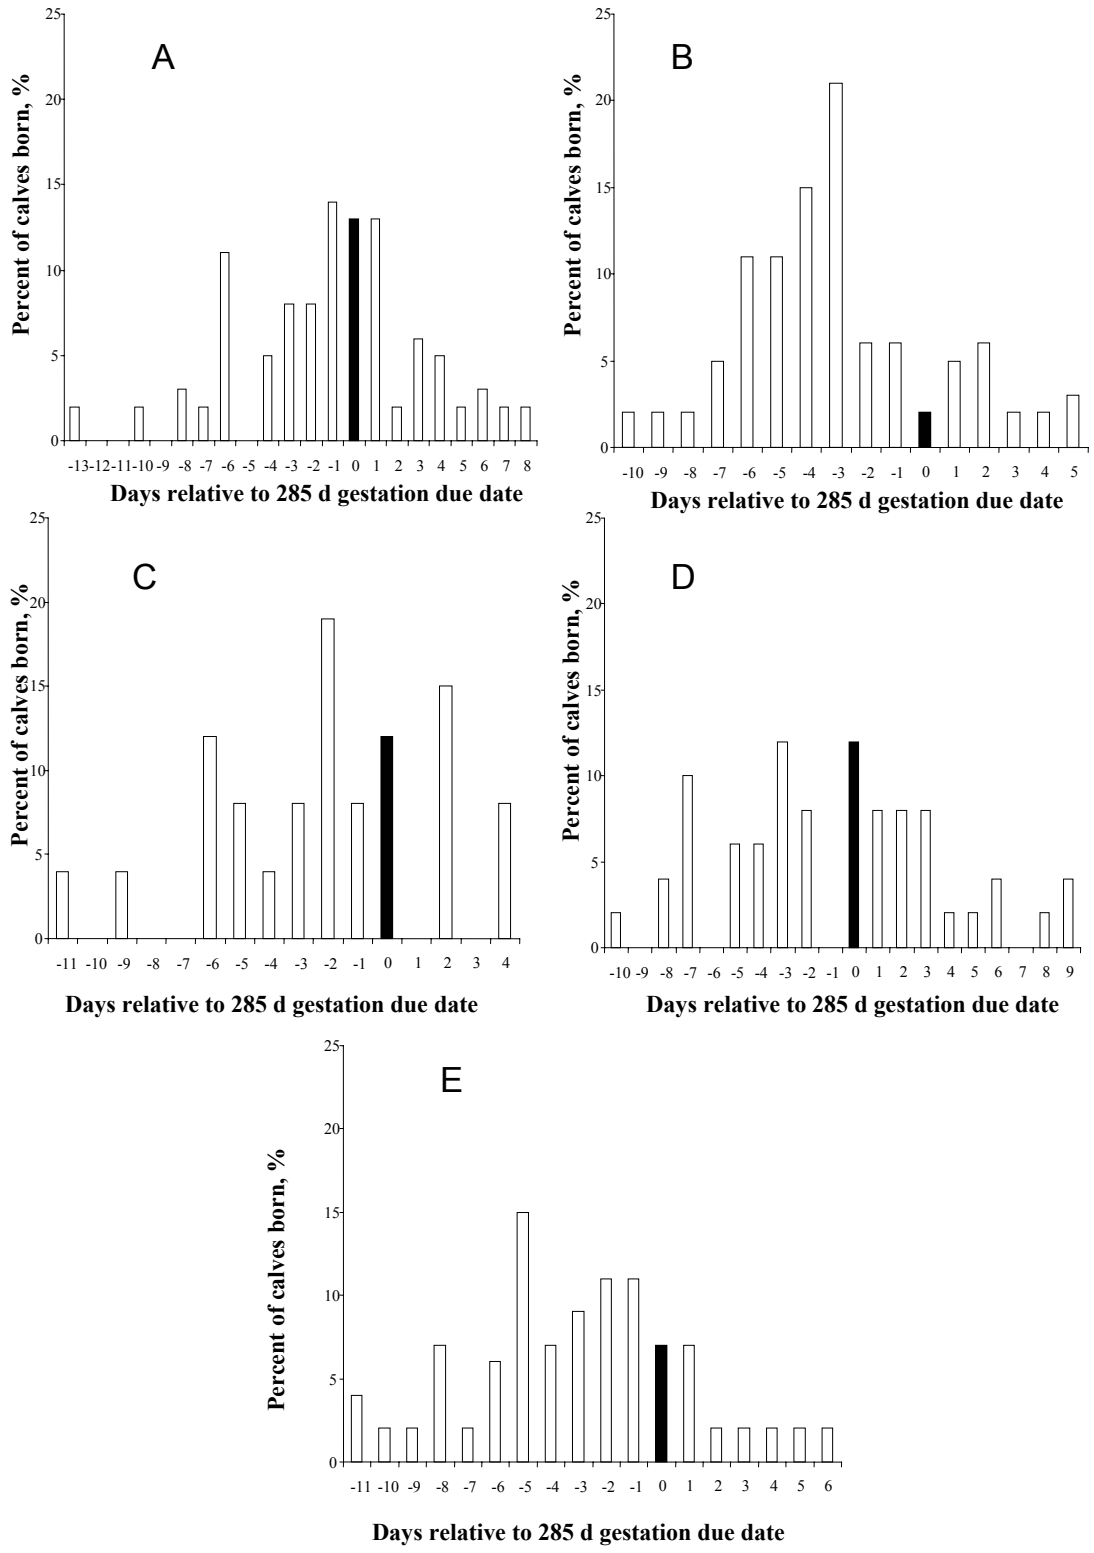 A
Percent of calves born, %
25
20
15
10
5
0
-13 -12 -11 -10 -9 -8 -7 -6 -5 -4 -3 -2 -1 0 1 2 3 4 5 6 7 8
Days relative to 285 d gestation due date
B
Percent of calves born, %
25
20
15
10
5
0
-10 -9 -8 -7 -6 -5 -4 -3 -2 -1 0 1 2 3 4 5
Days relative to 285 d gestation due date
C
Percent of calves born, %
25
20
15
10
5
0
-11 -10 -9 -8 -7 -6 -5 -4 -3 -2 -1 0 1 2 3 4
Days relative to 285 d gestation due date
D
Percent of calves born, %
25
20
15
10
5
0
-10 -9 -8 -7 -6 -5 -4 -3 -2 -1 0 1 2 3 4 5 6 7 8 9
Days relative to 285 d gestation due date
E
Percent of calves born, %
25
20
15
10
5
0
-11 -10 -9 -8 -7 -6 -5 -4 -3 -2 -1 0 1 2 3 4 5 6
Days relative to 285 d gestation due date